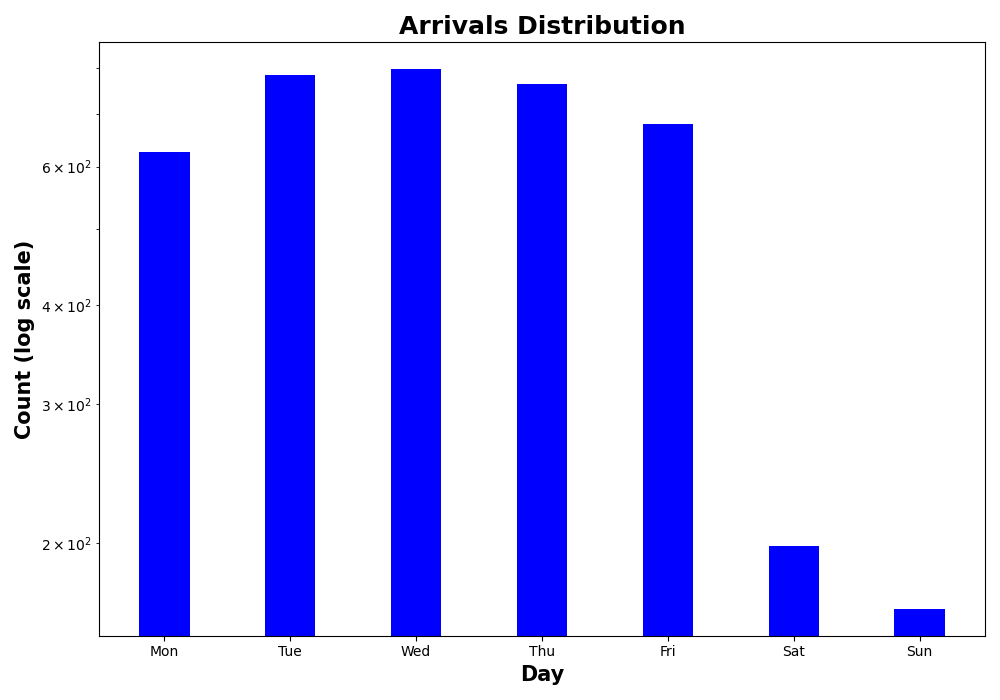 Arrivals Distribution
Count (log scale)
6 × 10²
4 × 10²
3 × 10²
2 × 10²
Mon Tue Wed Thu Fri Sat Sun
Day